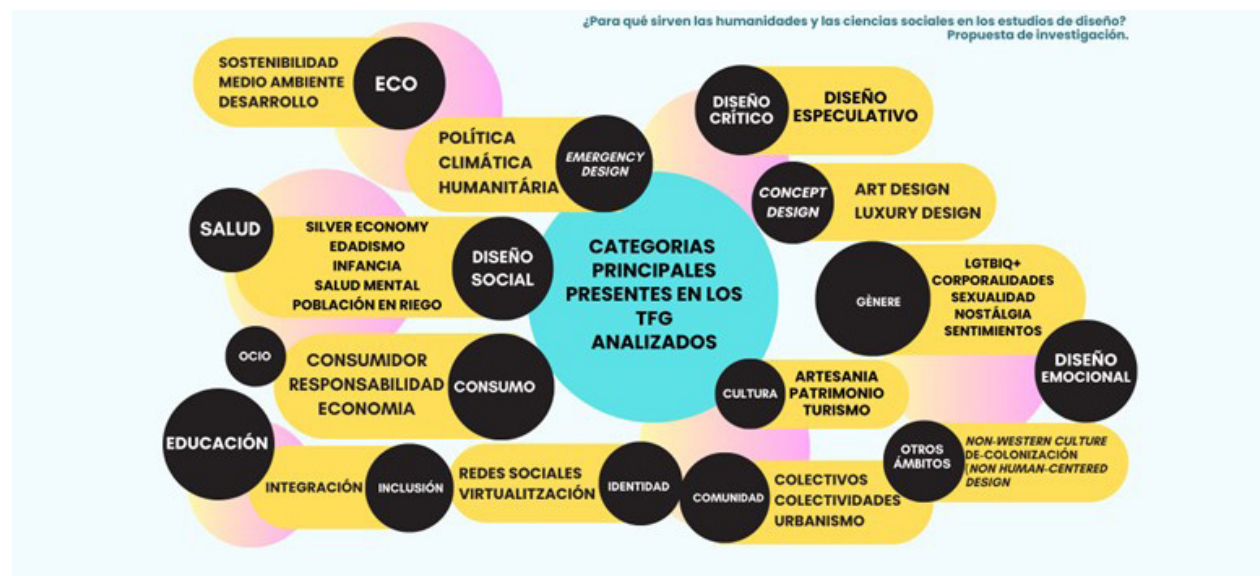 ¿Para qué sirven las humanidades y las ciencias sociales en los estudios de diseño?
Propuesta de investigación.
SOSTENIBILIDAD
MEDIO AMBIENTE
DESARROLLO
ECO
POLÍTICA
CLIMÁTICA
HUMANITÁRIA
EMERGENCY
DESIGN
DISEÑO
CRÍTICO
DISEÑO
ESPECULATIVO
CONCEPT
DESIGN
ART DESIGN
LUXURY DESIGN
SALUD
SILVER ECONOMY
EDADISMO
INFANCIA
SALUD MENTAL
POBLACIÓN EN RIEGO
DISEÑO
SOCIAL
CATEGORIAS
PRINCIPALES
PRESENTES EN LOS
TFG
ANALIZADOS
GÈNERE
LGTBIQ+
CORPORALIDADES
SEXUALIDAD
NOSTÁLGIA
SENTIMIENTOS
DISEÑO
EMOCIONAL
OCIO
CONSUMIDOR
RESPONSABILIDAD
ECONOMIA
CONSUMO
CULTURA
ARTESANIA
PATRIMONIO
TURISMO
EDUCACIÓN
INTEGRACIÓN
INCLUSIÓN
REDES SOCIALES
VIRTUALITZACIÓN
IDENTIDAD
COMUNIDAD
COLECTIVOS
COLECTIVIDADES
URBANISMO
OTROS
ÁMBITOS
NON-WESTERN CULTURE
DE-COLONIZACIÓN
(NON HUMAN-CENTERED
DESIGN